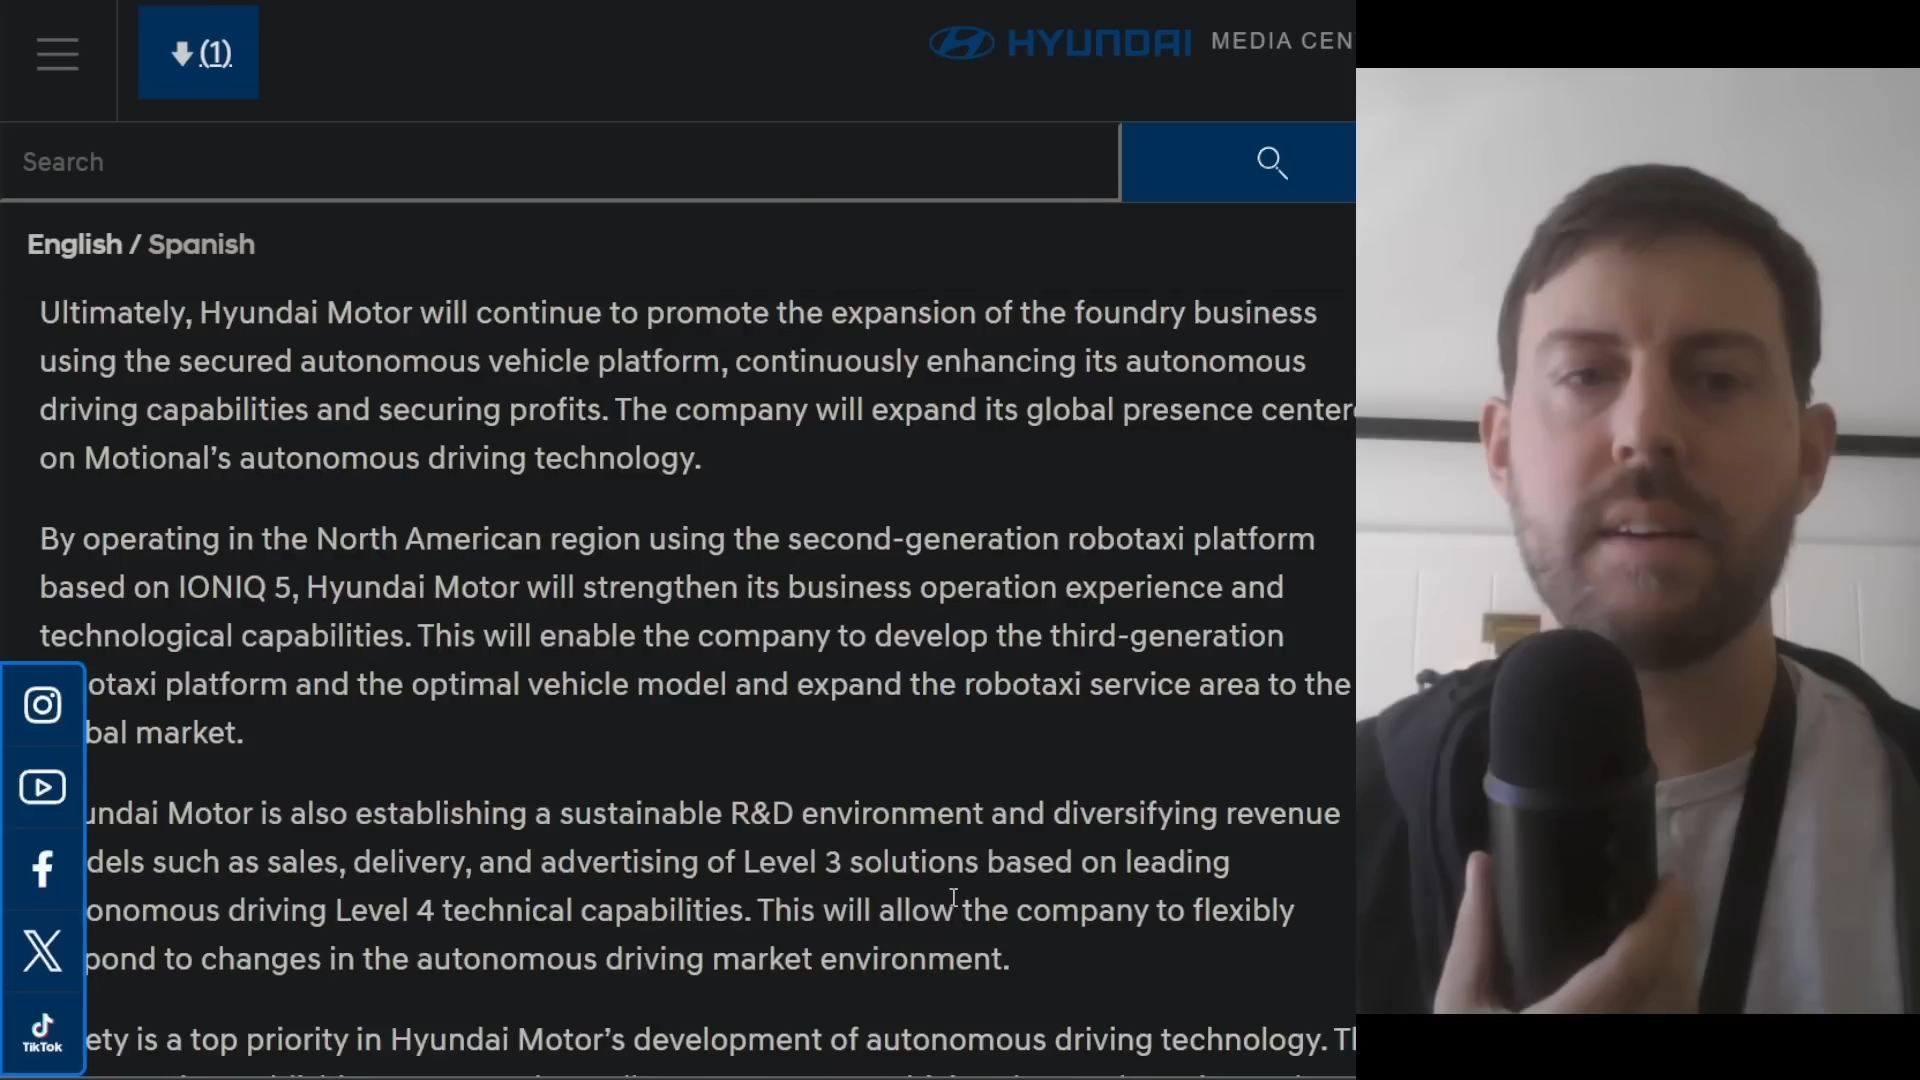 (1)
HYUNDAI MEDIA CEN
Search
English / Spanish
Ultimately, Hyundai Motor will continue to promote the expansion of the foundry business
using the secured autonomous vehicle platform, continuously enhancing its autonomous
driving capabilities and securing profits. The company will expand its global presence center
on Motional's autonomous driving technology.
By operating in the North American region using the second-generation robotaxi platform
based on IONIQ 5, Hyundai Motor will strengthen its business operation experience and
technological capabilities. This will enable the company to develop the third-generation
otaxi platform and the optimal vehicle model and expand the robotaxi service area to the
bal market.
undai Motor is also establishing a sustainable R&D environment and diversifying revenue
dels such as sales, delivery, and advertising of Level 3 solutions based on leading
onomous driving Level 4 technical capabilities. This will allow the company to flexibly
pond to changes in the autonomous driving market environment.
ety is a top priority in Hyundai Motor's development of autonomous driving technology. Th
TikTok